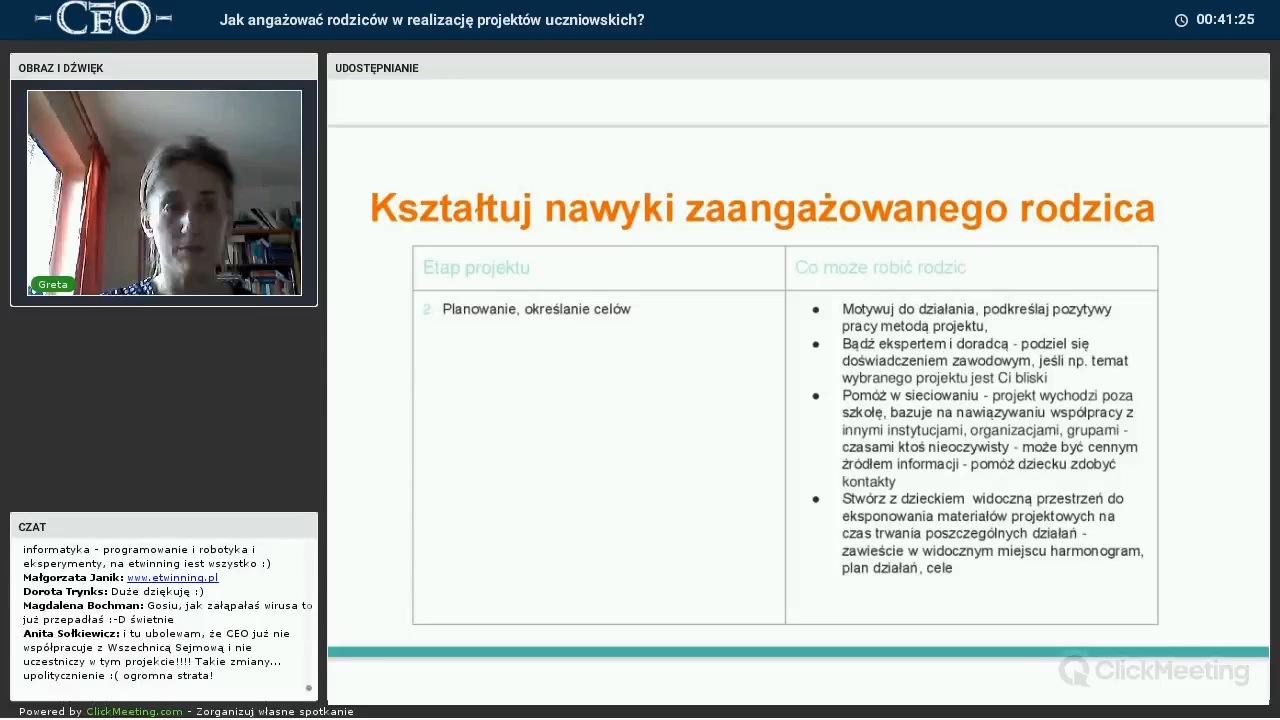 CEO
Jak angażować rodziców w realizację projektów uczniowskich?
00:41:25
OBRAZ I DŹWIĘK
Greta
CZAT
informatyka - programowanie i robotyka i
eksperymenty, na etwinning jest wszystko :)
Małgorzata Janik: www.etwinning.pl
Dorota Trynks: Duże dziękuję :)
Magdalena Bochman: Gosiu, jak załąpałaś wirusa to
już przepadłaś :-D świetnie
Anita Sołkiewicz: i tu ubolewam, że CEO już nie
współpracuje z Wszechnicą Sejmową i nie
uczestniczy w tym projekcie!!!! Takie zmiany...
upolitycznienie :( ogromna strata!
UDOSTĘPNIANIE
Kształtuj nawyki zaangażowanego rodzica
Etap projektu
Co może robić rodzic
2 Planowanie, określanie celów
● Motywuj do działania, podkreślaj pozytywy
pracy metodą projektu,
● Bądź ekspertem i doradcą - podziel się
doświadczeniem zawodowym, jeśli np. temat
wybranego projektu jest Ci bliski
● Pomóż w sieciowaniu - projekt wychodzi poza
szkołę, bazuje na nawiązywaniu współpracy z
innymi instytucjami, organizacjami, grupami -
czasami ktoś nieoczywisty - może być cennym
źródłem informacji - pomóż dziecku zdobyć
kontakty
● Stwórz z dzieckiem widoczną przestrzeń do
eksponowania materiałów projektowych na
czas trwania poszczególnych działań -
zawieście w widocznym miejscu harmonogram,
plan działań, cele
ClickMeeting
Powered by ClickMeeting.com - Zorganizuj własne spotkanie